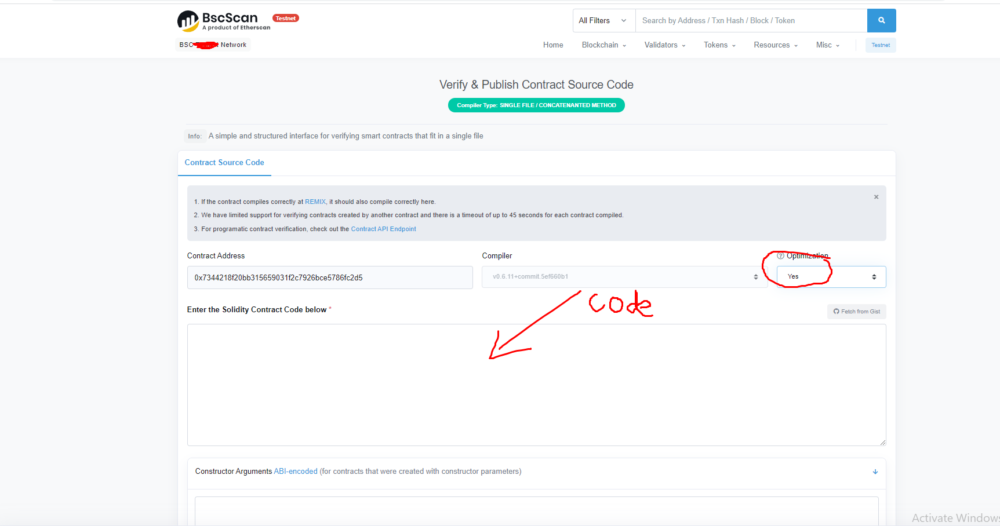 BscScan Testnet
A product of Etherscan
All Filters Search by Address / Txn Hash / Block / Token
BSC Network
Home Blockchain Validators Tokens Resources Misc Testnet
Verify & Publish Contract Source Code
Compiler Type: SINGLE FILE / CONCATENANTED METHOD
Info: A simple and structured interface for verifying smart contracts that fit in a single file
Contract Source Code
×
1. If the contract compiles correctly at REMIX, it should also compile correctly here.
2. We have limited support for verifying contracts created by another contract and there is a timeout of up to 45 seconds for each contract compiled.
3. For programatic contract verification, check out the Contract API Endpoint
Contract Address Compiler Optimization
0x7344218f20bb315659031f2c7926bce5786fc2d5 v0.6.11+commit.5ef660b1 Yes
code
Enter the Solidity Contract Code below * Fetch from Gist
Constructor Arguments ABI-encoded (for contracts that were created with constructor parameters)
Activate Windows